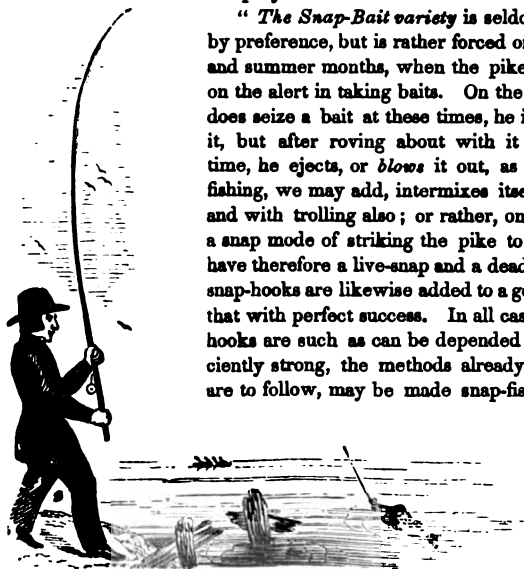 “ The Snap-Bait variety is seldo
by preference, but is rather forced o
and summer months, when the pike
on the alert in taking baits. On the
does seize a bait at these times, he i
it, but after roving about with it
time, he ejects, or blows it out, as
fishing, we may add, intermixes itse
and with trolling also ; or rather, on
a snap mode of striking the pike to
have therefore a live-snap and a dead
snap-hooks are likewise added to a g
that with perfect success. In all cas
hooks are such as can be depended
ciently strong, the methods already
are to follow, may be made snap-fis